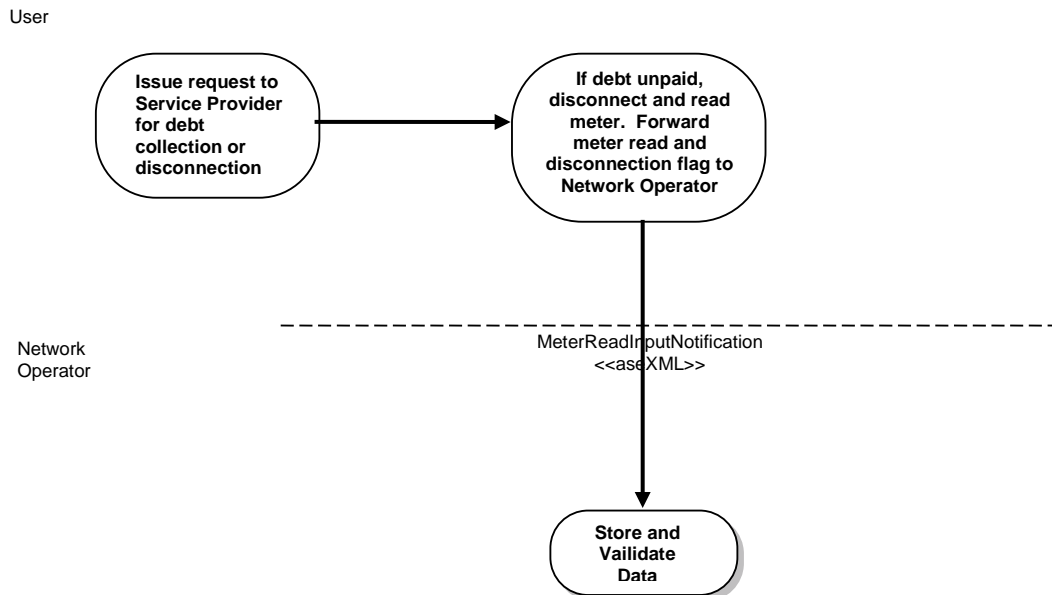 User
Issue request to
Service Provider
for debt
collection or
disconnection
If debt unpaid,
disconnect and read
meter. Forward
meter read and
disconnection flag to
Network Operator
Network
Operator
MeterReadInputNotification
<<aseXML>>
Store and
Vailidate
Data